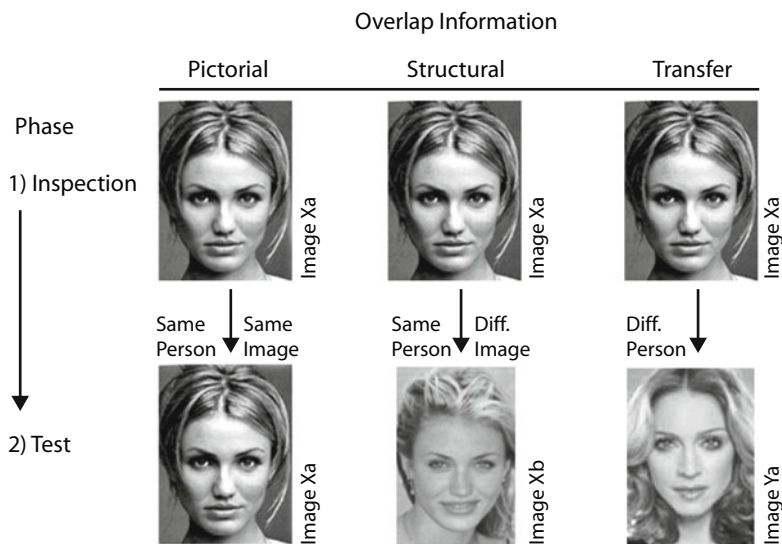 Overlap Information
Pictorial Structural Transfer
Phase
1) Inspection
Image Xa
Image Xa
Image Xa
Same Same
Person Image
Same Diff.
Person Image
Diff.
Person
2) Test
Image Xa
Image Xb
Image Ya